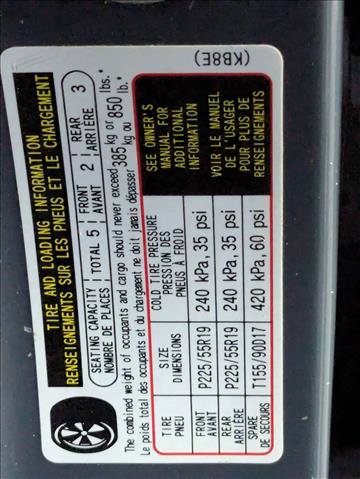 TIRE AND LOADING INFORMATION
RENSEIGNEMENTS SUR LES PNEUS ET LE CHARGEMENT
SEATING CAPACITY TOTAL 5 FRONT 2 REAR 3
NOMBRE DE PLACES AVANT ARRIÈRE
The combined weight of occupants and cargo should never exceed 385 kg or 850 lbs.*
Le poids total des occupants et du chargement ne doit jamais dépasser 385 kg ou 850 lb.*
TIRE
PNEU
SIZE
DIMENSIONS
COLD TIRE PRESSURE
PRESSION DES
PNEUS À FROID
FRONT
AVANT
P225/55R19
240 kPa, 35 psi
REAR
ARRIÈRE
P225/55R19
240 kPa, 35 psi
SPARE
DE SECOURS
T155/90D17
420 kPa, 60 psi
SEE OWNER'S
MANUAL FOR
ADDITIONAL
INFORMATION
VOIR LE MANUEL
DE L'USAGER
POUR PLUS DE
RENSEIGNEMENTS
(KB8E)